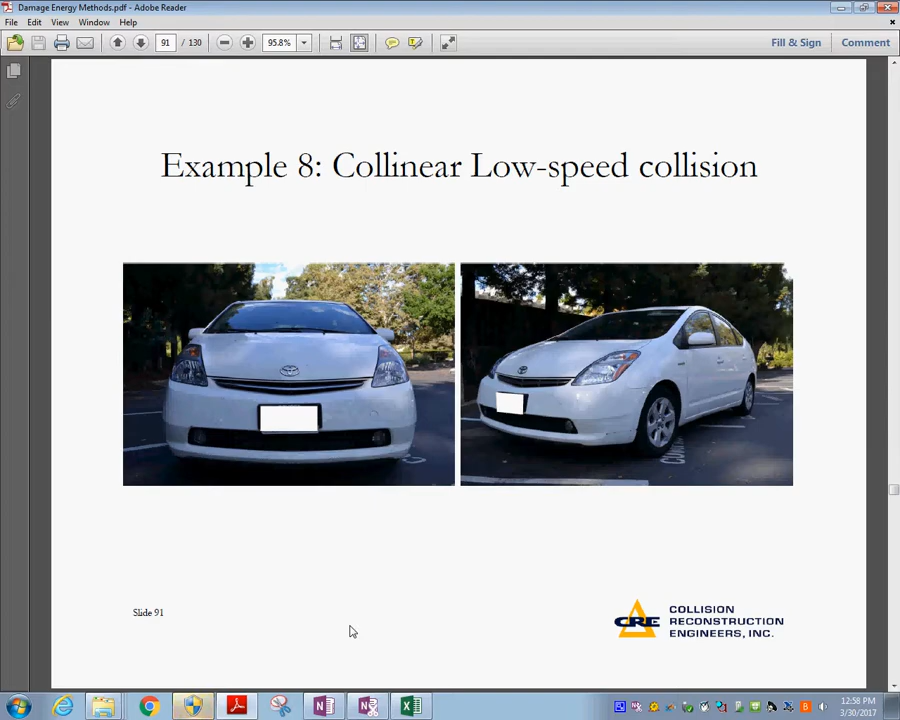 Damage Energy Methods.pdf - Adobe Reader
File Edit View Window Help
91 / 130 95.8% Fill & Sign Comment
Example 8: Collinear Low-speed collision
Slide 91
CRE
COLLISION
RECONSTRUCTION
ENGINEERS, INC.
12:58 PM
3/30/2017